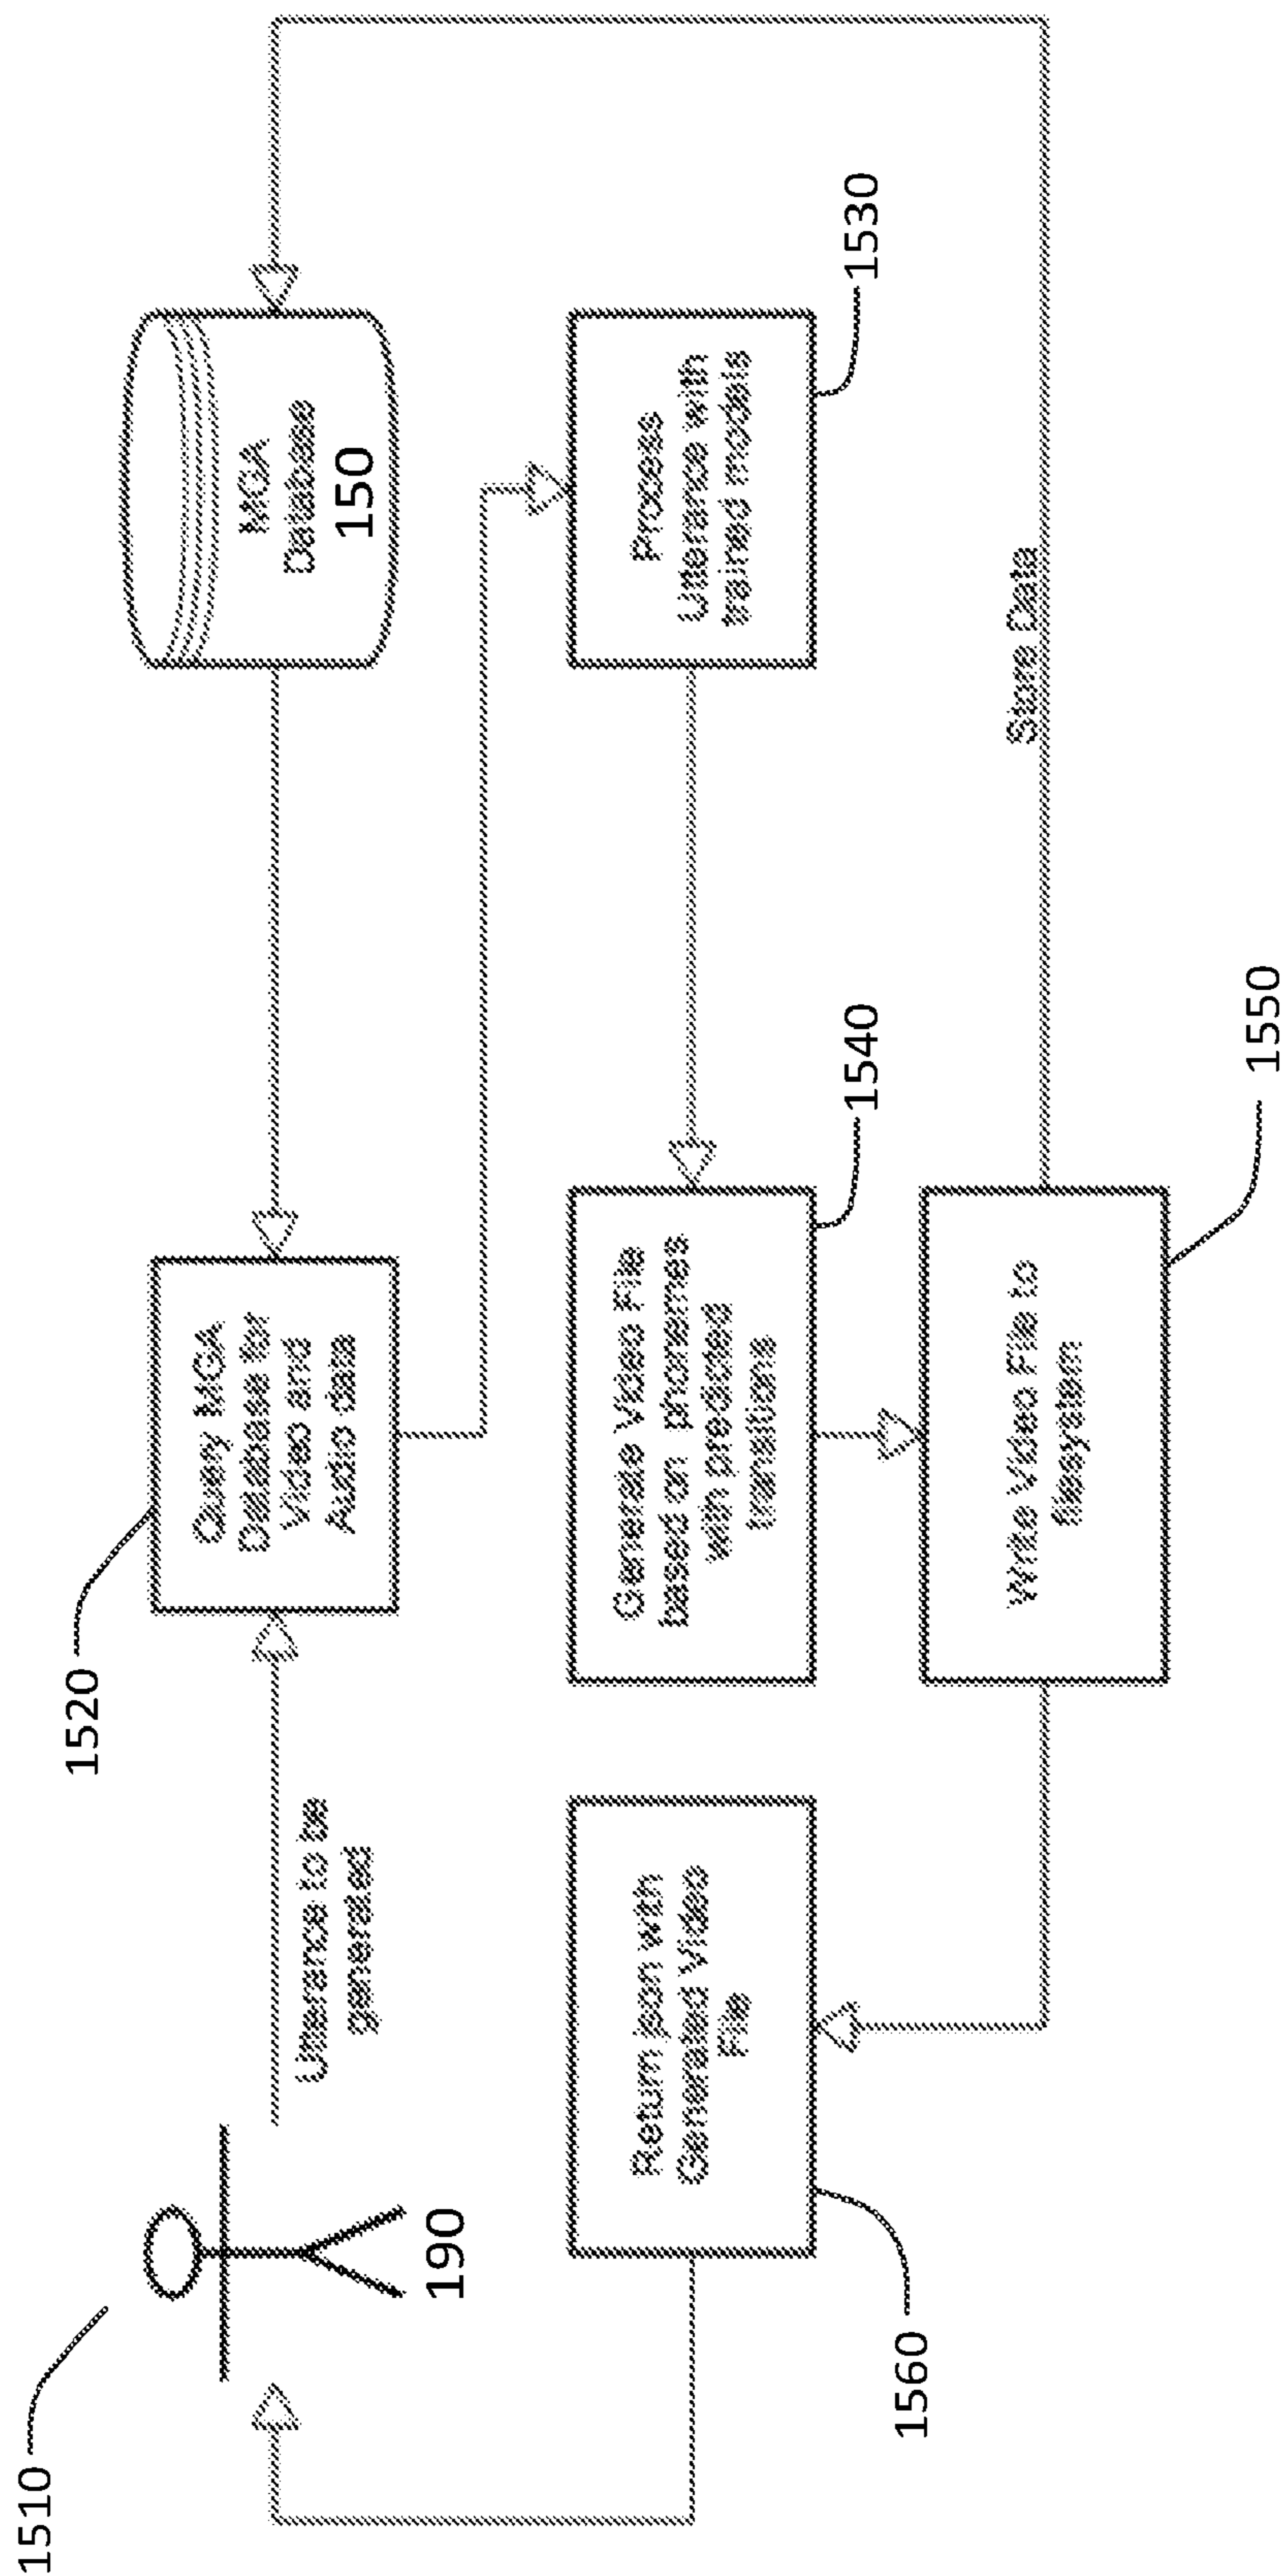 1510
190
Utterance to be
generated
1520
Query MGA
Database for
Video and
Audio data
MGA
Database
150
Process
Utterance with
trained models
1530
Generate Video File
based on phonemes
with predicted
transitions
1540
Return json with
Generated Video
File
1560
Write Video File to
filesystem
1550
Store Data